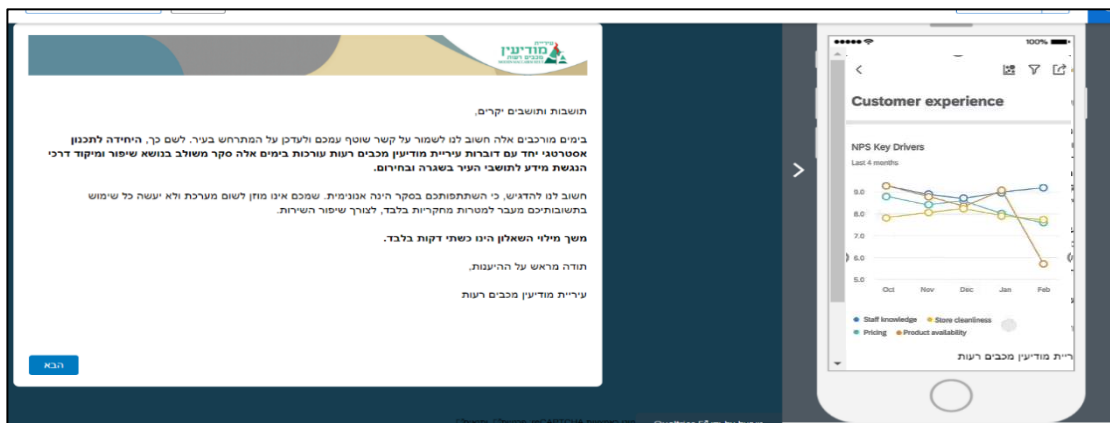 עיריית
מודיעין
מכבים רעות
תושבות ותושבים יקרים,
בימים מורכבים אלה חשוב לנו לשמור על קשר שוטף עמכם ולעדכן על המתרחש בעיר. לשם כך, היחידה לתכנון
אסטרטגי יחד עם דוברות עיריית מודיעין מכבים רעות עורכות בימים אלה סקר משולב בנושא שיפור ומיקוד דרכי
הנגשת מידע לתושבי העיר בשגרה ובחירום.
חשוב לנו להדגיש, כי השתתפותכם בסקר הינה אנונימית. שמכם אינו מוזן לשום מערכת ולא יעשה כל שימוש
בתשובותיכם מעבר למטרות מחקריות בלבד, לצורך שיפור השירות.
משך מילוי השאלון הינו כשתי דקות בלבד.
תודה מראש על ההיענות,
עיריית מודיעין מכבים רעות
הבא
100%
Customer experience
NPS Key Drivers
Last 4 months
9.0
8.0
7.0
6.0
5.0
Oct Nov Dec Jan Feb
Staff knowledge Store cleanliness
Pricing Product availability
ריית מודיעין מכבים רעות